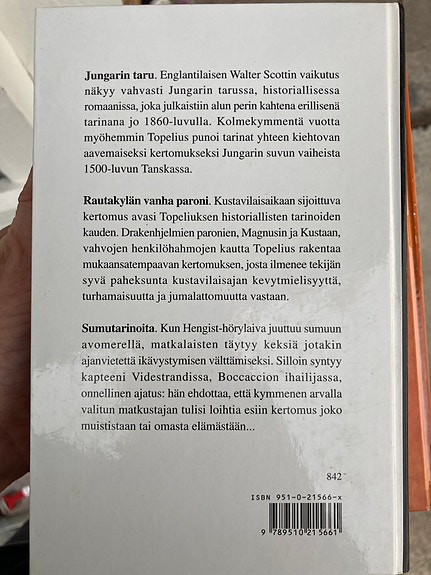 Jungarin taru. Englantilaisen Walter Scottin vaikutus
näkyy vahvasti Jungarin tarussa, historiallisessa
romaanissa, joka julkaistiin alun perin kahtena erillisenä
tarinana jo 1860-luvulla. Kolmekymmentä vuotta
myöhemmin Topelius punoi tarinat yhteen kiehtovan
aavemaiseksi kertomukseksi Jungarin suvun vaiheista
1500-luvun Tanskassa.
Rautakylän vanha paroni. Kustavilaisaikaan sijoittuva
kertomus avasi Topeliuksen historiallisten tarinoiden
kauden. Drakenhjelmien paronien, Magnusin ja Kustaan,
vahvojen henkilöhahmojen kautta Topelius rakentaa
mukaansatempaavan kertomuksen, josta ilmenee tekijän
syvä paheksunta kustavilaisajan kevytmielisyyttä,
turhamaisuutta ja jumalattomuutta vastaan.
Sumutarinoita. Kun Hengist-höyrylaiva juuttuu sumuun
avomerellä, matkalaisten täytyy keksiä jotakin
ajanvietettä ikävystymisen välttämiseksi. Silloin syntyy
kapteeni Videstrandissa, Boccaccion ihailijassa,
onnellinen ajatus: hän ehdottaa, että kymmenen arvalla
valitun matkustajan tulisi loihtia esiin kertomus joko
muististaan tai omasta elämästään...
842
ISBN 951-0-21566-x
9 789510 215661